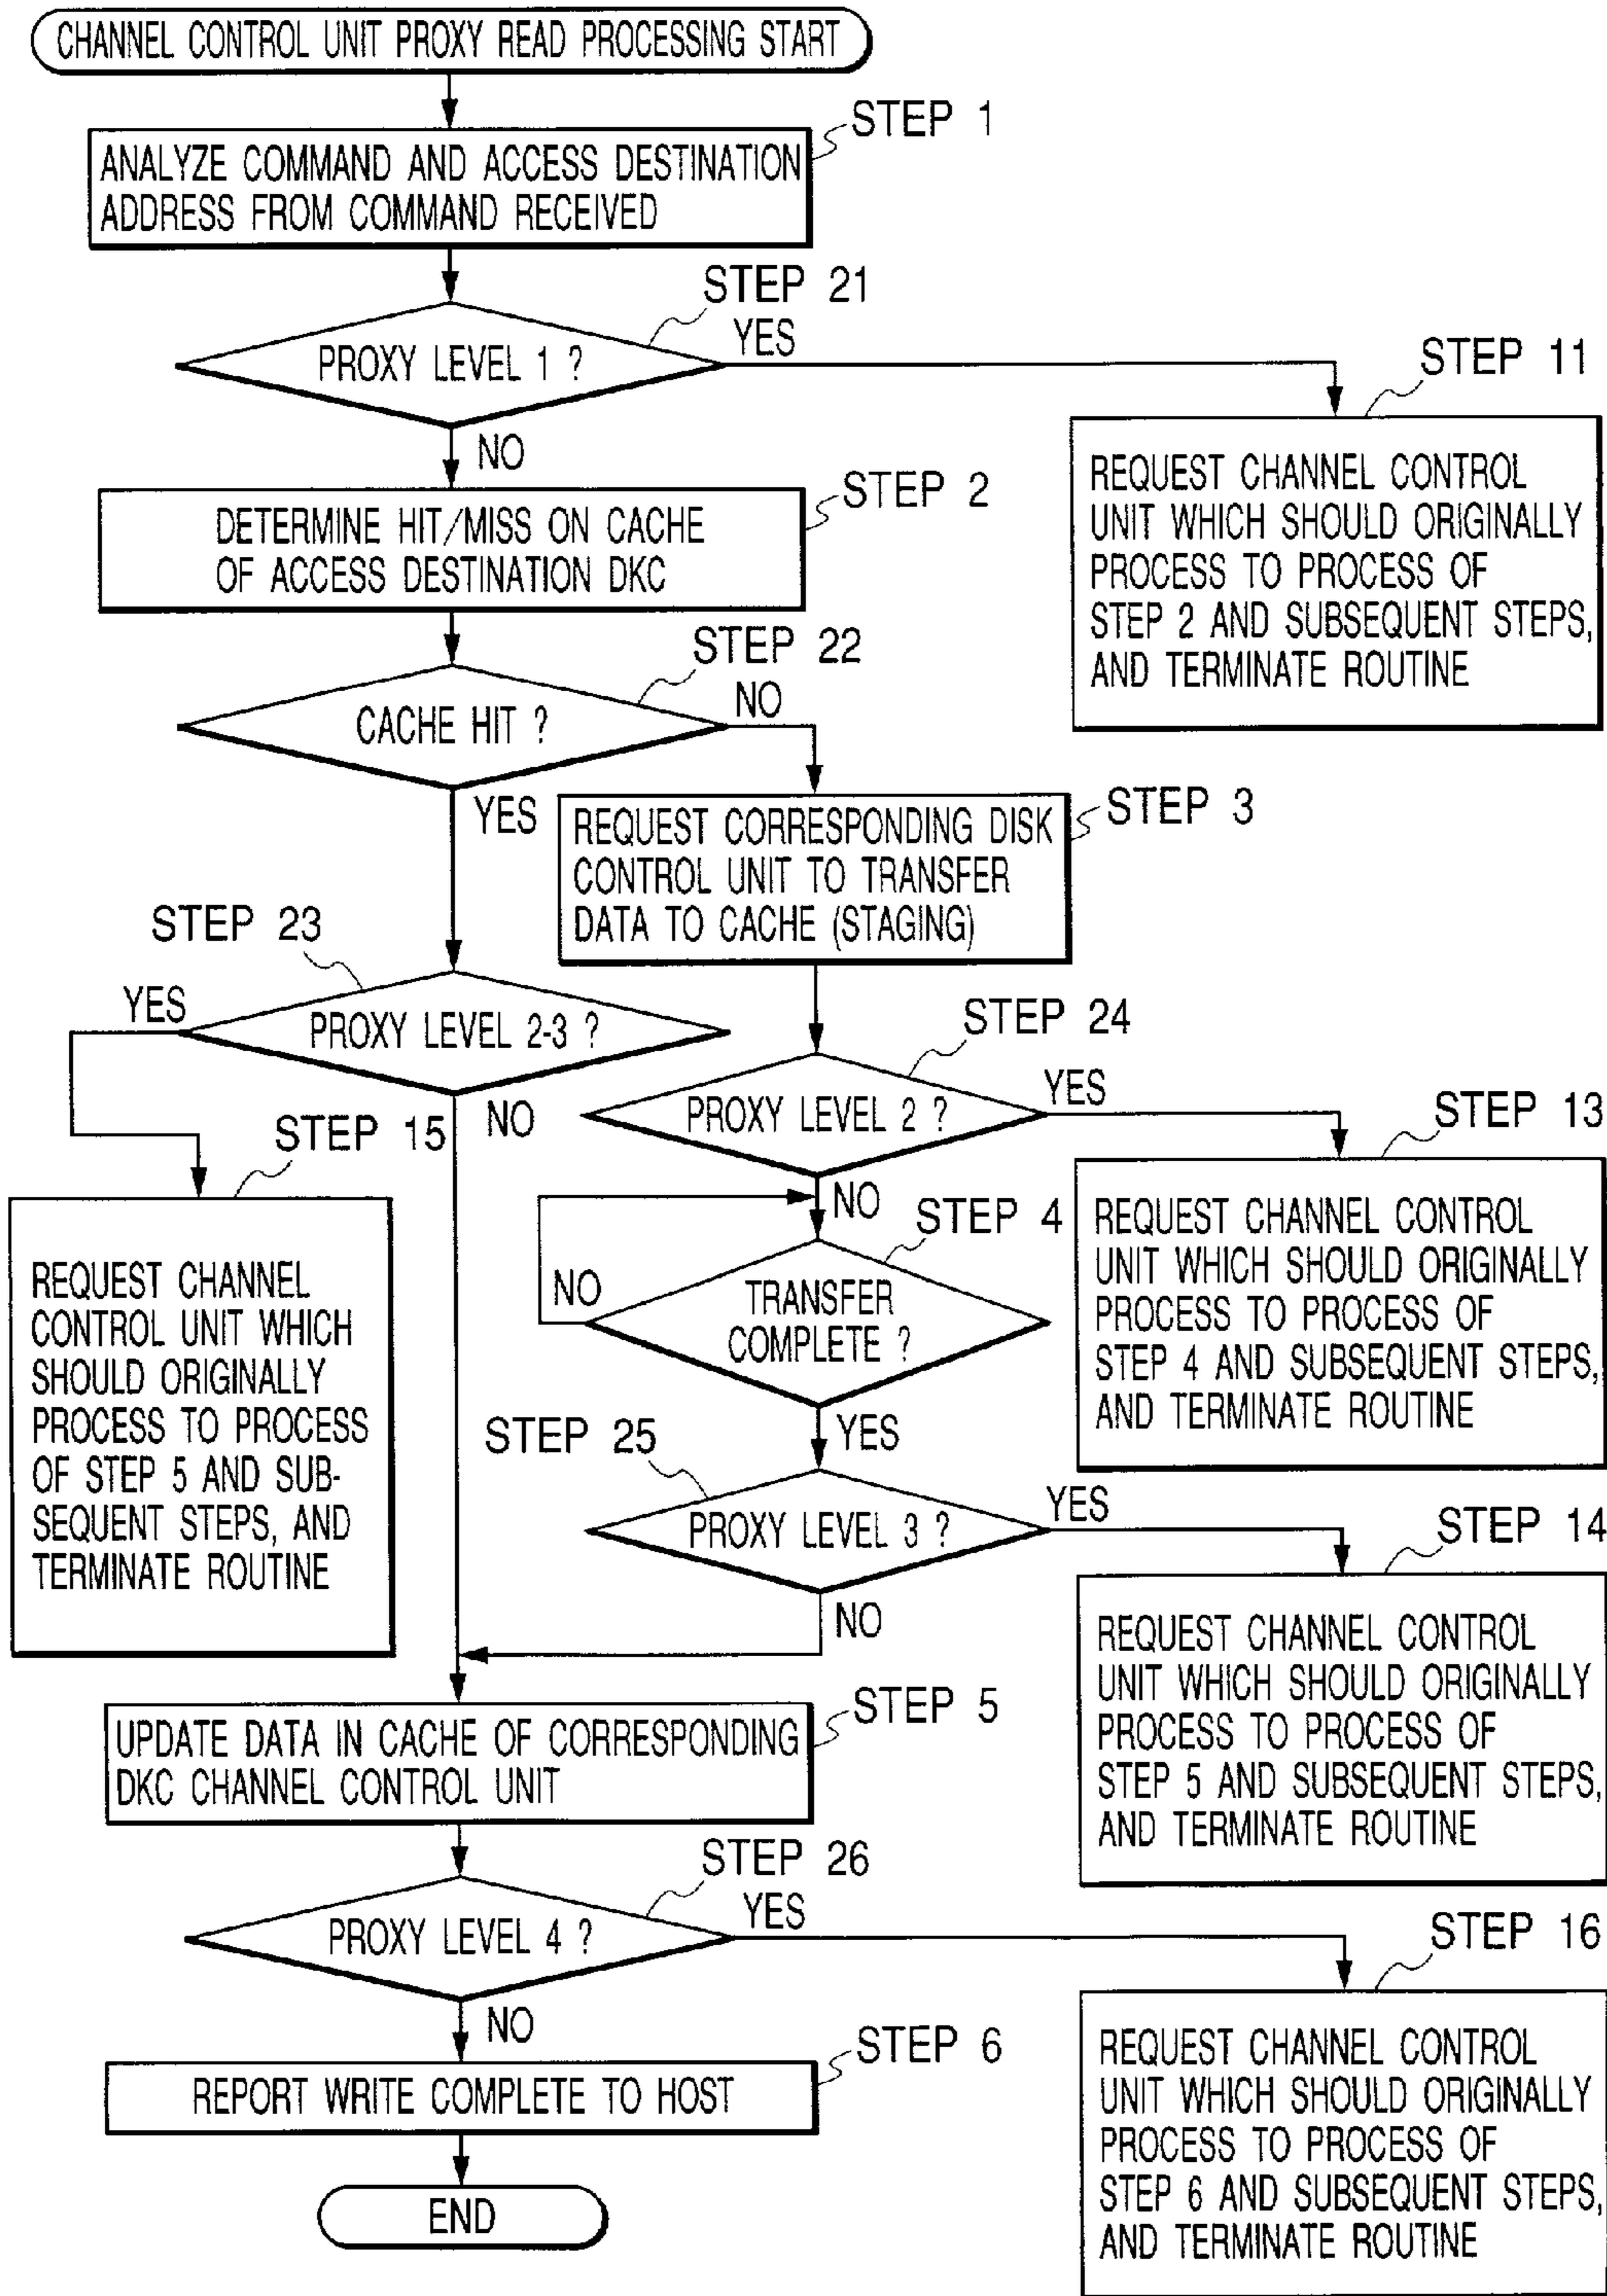 CHANNEL CONTROL UNIT PROXY READ PROCESSING START
STEP 1
ANALYZE COMMAND AND ACCESS DESTINATION
ADDRESS FROM COMMAND RECEIVED
STEP 21
PROXY LEVEL 1 ?
YES
NO
STEP 11
REQUEST CHANNEL CONTROL
UNIT WHICH SHOULD ORIGINALLY
PROCESS TO PROCESS OF
STEP 2 AND SUBSEQUENT STEPS,
AND TERMINATE ROUTINE
STEP 2
DETERMINE HIT/MISS ON CACHE
OF ACCESS DESTINATION DKC
STEP 22
CACHE HIT ?
NO
YES
STEP 3
REQUEST CORRESPONDING DISK
CONTROL UNIT TO TRANSFER
DATA TO CACHE (STAGING)
STEP 23
YES
PROXY LEVEL 2-3 ?
NO
STEP 24
PROXY LEVEL 2 ?
YES
NO
STEP 13
REQUEST CHANNEL CONTROL
UNIT WHICH SHOULD ORIGINALLY
PROCESS TO PROCESS OF
STEP 4 AND SUBSEQUENT STEPS,
AND TERMINATE ROUTINE
STEP 15
REQUEST CHANNEL
CONTROL UNIT WHICH
SHOULD ORIGINALLY
PROCESS TO PROCESS
OF STEP 5 AND SUB-
SEQUENT STEPS, AND
TERMINATE ROUTINE
STEP 4
NO
TRANSFER
COMPLETE ?
YES
STEP 25
PROXY LEVEL 3 ?
YES
NO
STEP 14
REQUEST CHANNEL CONTROL
UNIT WHICH SHOULD ORIGINALLY
PROCESS TO PROCESS OF
STEP 5 AND SUBSEQUENT STEPS,
AND TERMINATE ROUTINE
STEP 5
UPDATE DATA IN CACHE OF CORRESPONDING
DKC CHANNEL CONTROL UNIT
STEP 26
PROXY LEVEL 4 ?
YES
NO
STEP 16
REQUEST CHANNEL CONTROL
UNIT WHICH SHOULD ORIGINALLY
PROCESS TO PROCESS OF
STEP 6 AND SUBSEQUENT STEPS,
AND TERMINATE ROUTINE
STEP 6
REPORT WRITE COMPLETE TO HOST
END